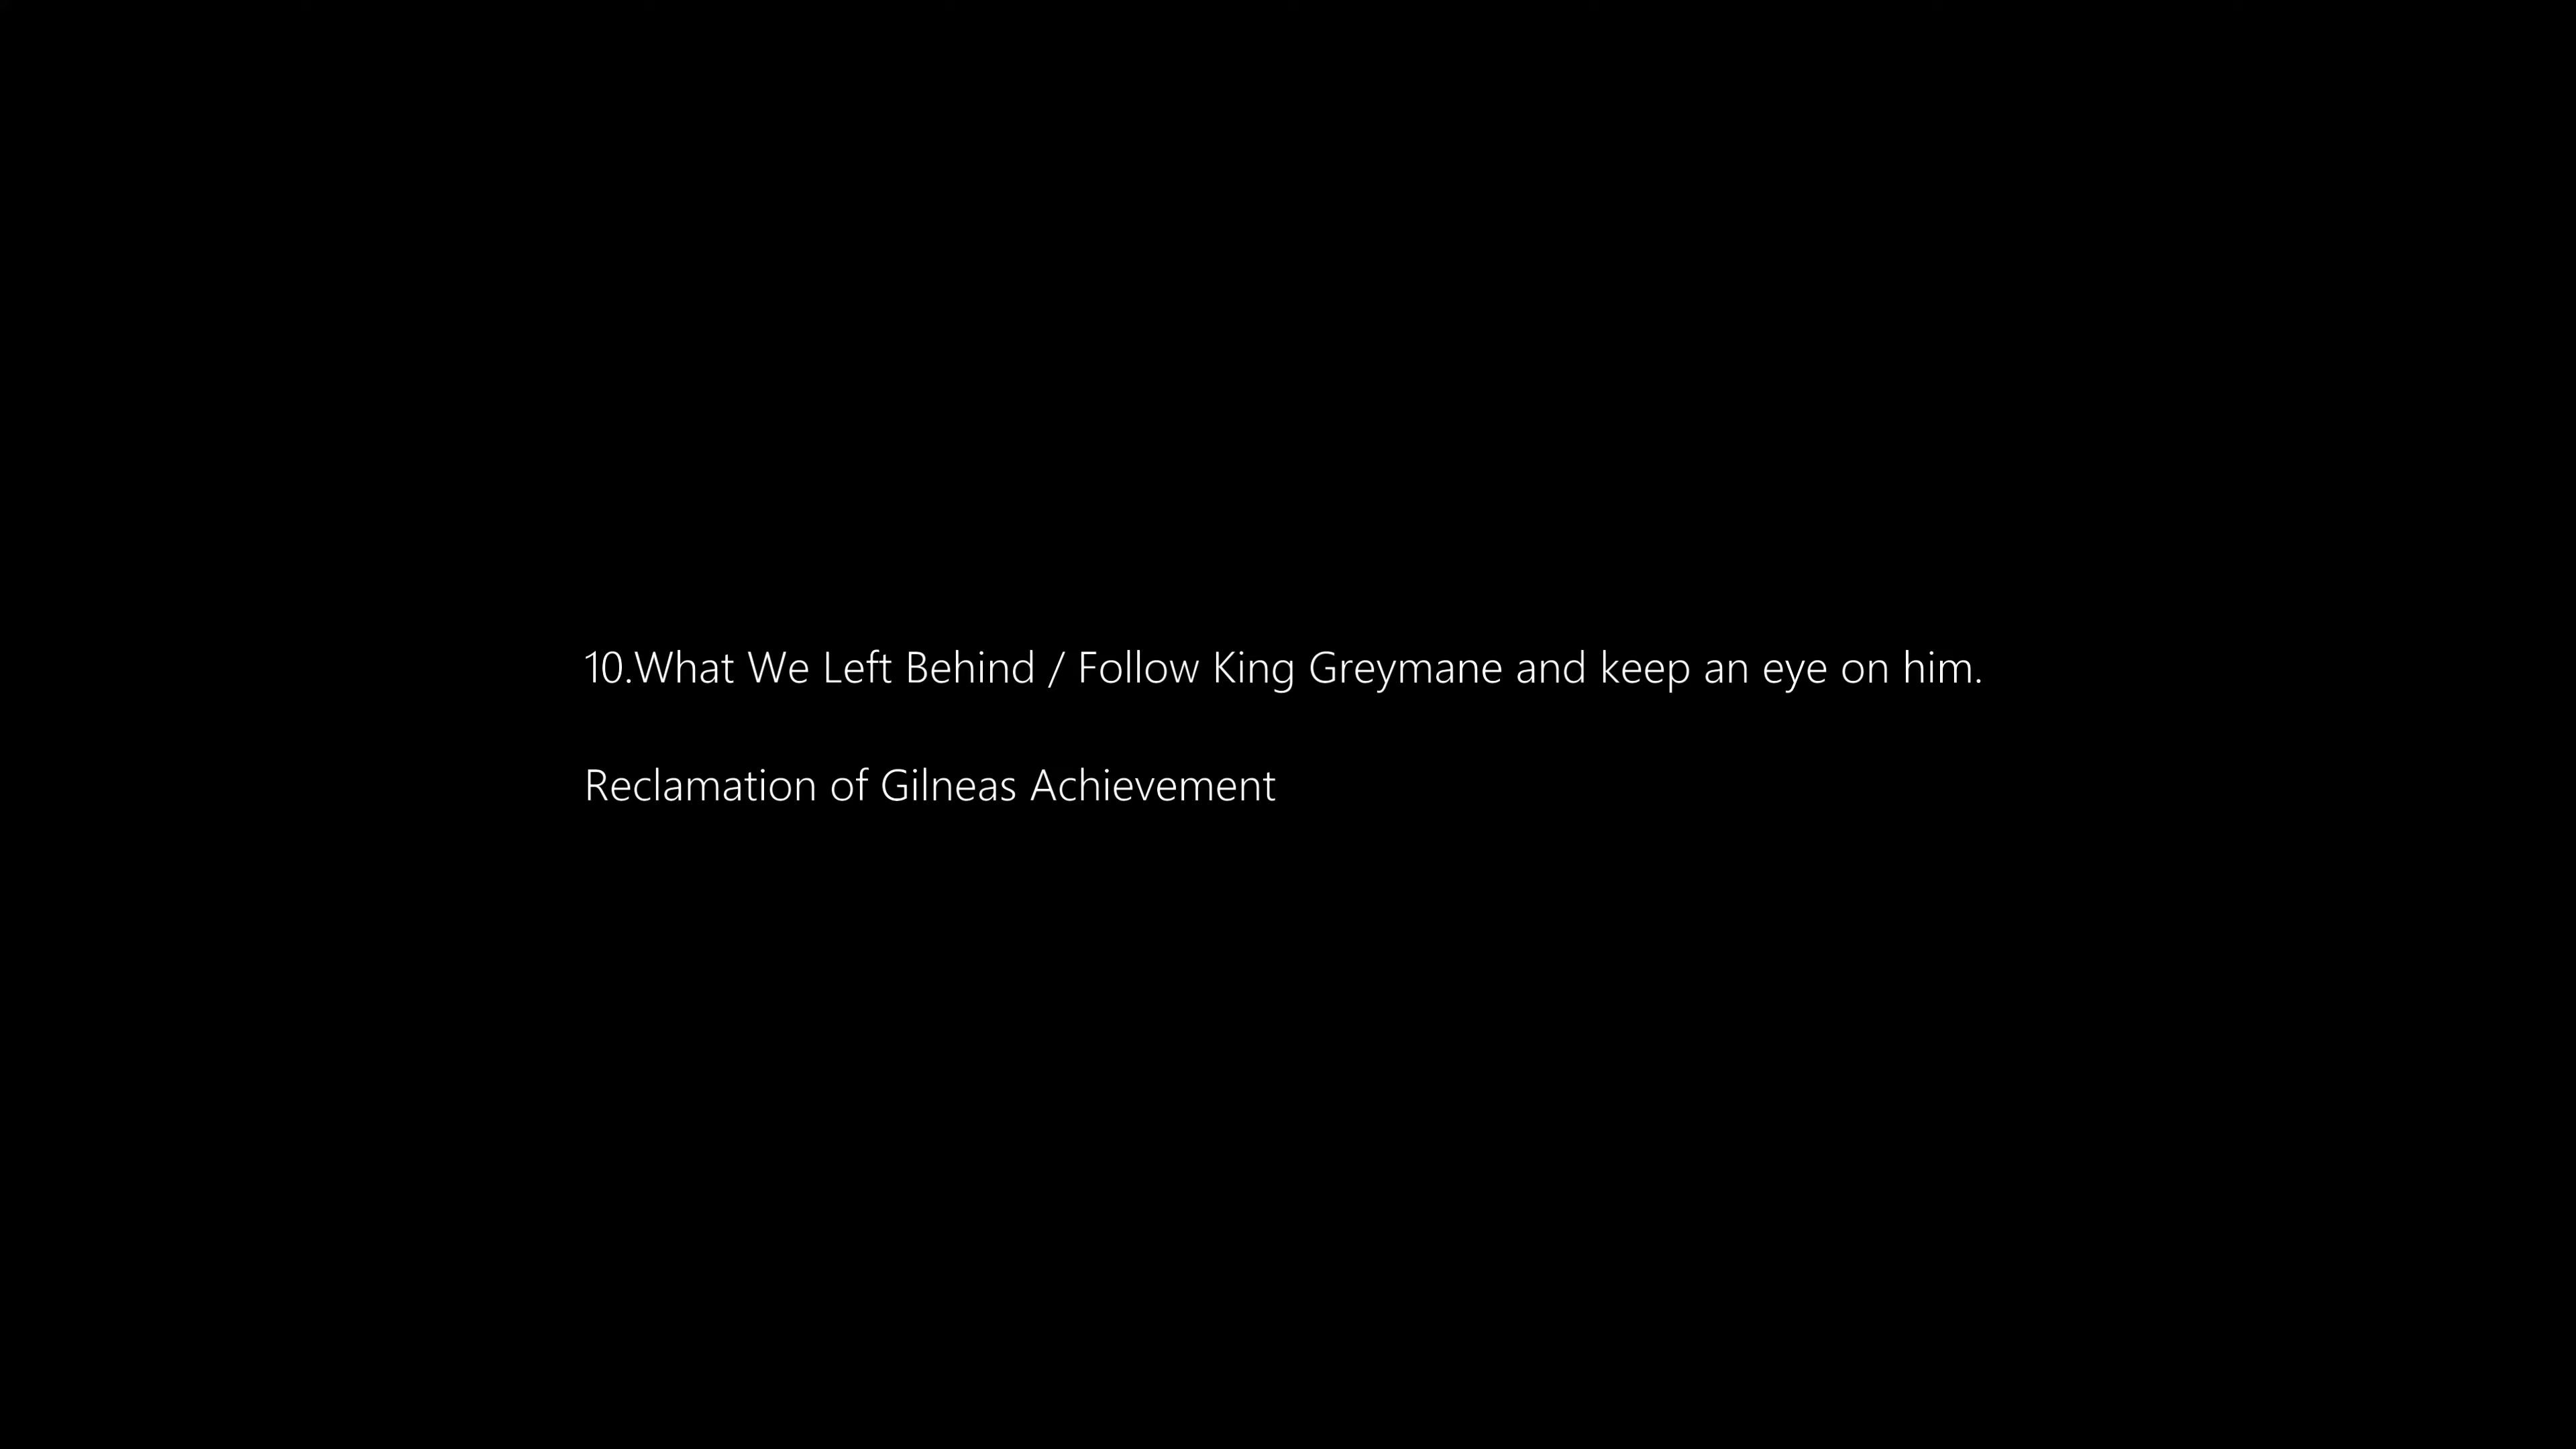 10.What We Left Behind / Follow King Greymane and keep an eye on him.
Reclamation of Gilneas Achievement